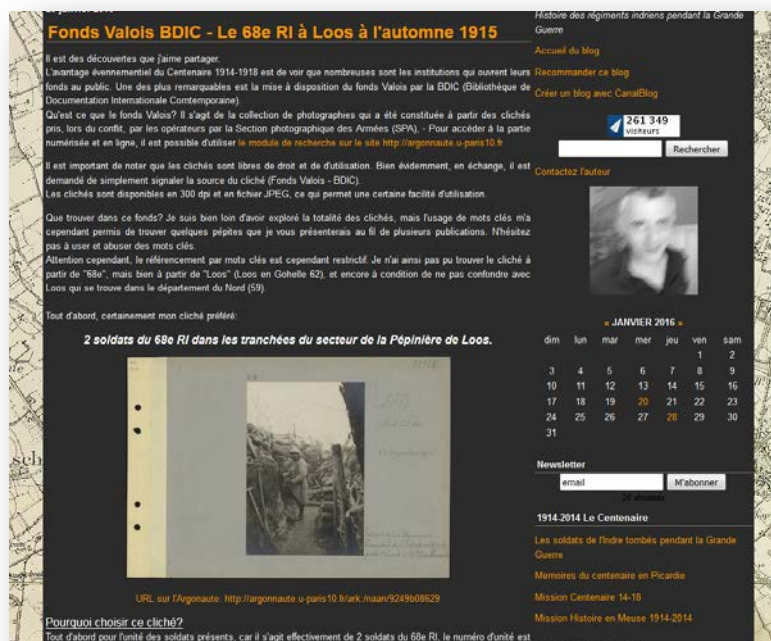 Fonds Valois BDIC - Le 68e RI à Loos à l'automne 1915
Il est des découvertes que j'aime partager.
L'avantage évennementiel du Centenaire 1914-1918 est de voir que nombreuses sont les institutions qui ouvrent leurs
fonds au public. Une des plus remarquables est la mise à disposition du fonds Valois par la BDIC (Bibliothèque de
Documentation Internationale Comtemporaine).
Qu'est ce que le fonds Valois? Il s'agit de la collection de photographies qui a été constituée à partir des clichés
pris, lors du conflit, par les opérateurs par la Section photographique des Armées (SPA), - Pour accéder à la partie
numérisée et en ligne, il est possible d'utiliser le module de recherche sur le site http://argonnaute.u-paris10.fr
Il est important de noter que les clichés sont libres de droit et de d'utilisation. Bien évidemment, en échange, il est
demandé de simplement signaler la source du cliché (Fonds Valois - BDIC).
Les clichés sont disponibles en 300 dpi et en fichier JPEG, ce qui permet une certaine facilité d'utilisation.
Que trouver dans ce fonds? Je suis bien loin d'avoir exploré la totalité des clichés, mais l'usage de mots clés m'a
cependant permis de trouver quelques pépites que je vous présenterais au fil de plusieurs publications. N'hésitez
pas à user et abuser des mots clés.
Attention cependant, le référencement par mots clés est cependant restrictif. Je n'ai ainsi pas pu trouver le cliché à
partir de "68e", mais bien à partir de "Loos" (Loos en Gohelle 62), et encore à condition de ne pas confondre avec
Loos qui se trouve dans le département du Nord (59).
Tout d'abord, certainement mon cliché préféré:
2 soldats du 68e RI dans les tranchées du secteur de la Pépinière de Loos.
LOOS
URL sur l'Argonaute: http://argonnaute.u-paris10.fr/ark:/naan/9249b08629
Pourquoi choisir ce cliché?
Tout d'abord pour l'unité des soldats présents, car il s'agit effectivement de 2 soldats du 68e RI, le numéro d'unité est
Histoire des régiments indriens pendant la Grande
Guerre
Accueil du blog
Recommander ce blog
Créer un blog avec CanalBlog
261 349
visiteurs
Rechercher
Contactez l'auteur
« JANVIER 2016 »
dim lun mar mer jeu ven sam
1 2
3 4 5 6 7 8 9
10 11 12 13 14 15 16
17 18 19 20 21 22 23
24 25 26 27 28 29 30
31
Newsletter
email M'abonner
1914-2014 Le Centenaire
Les soldats de l'Indre tombés pendant la Grande
Guerre
Memoires du centenaire en Picardie
Mission Centenaire 14-18
Mission Histoire en Meuse 1914-2014
sch